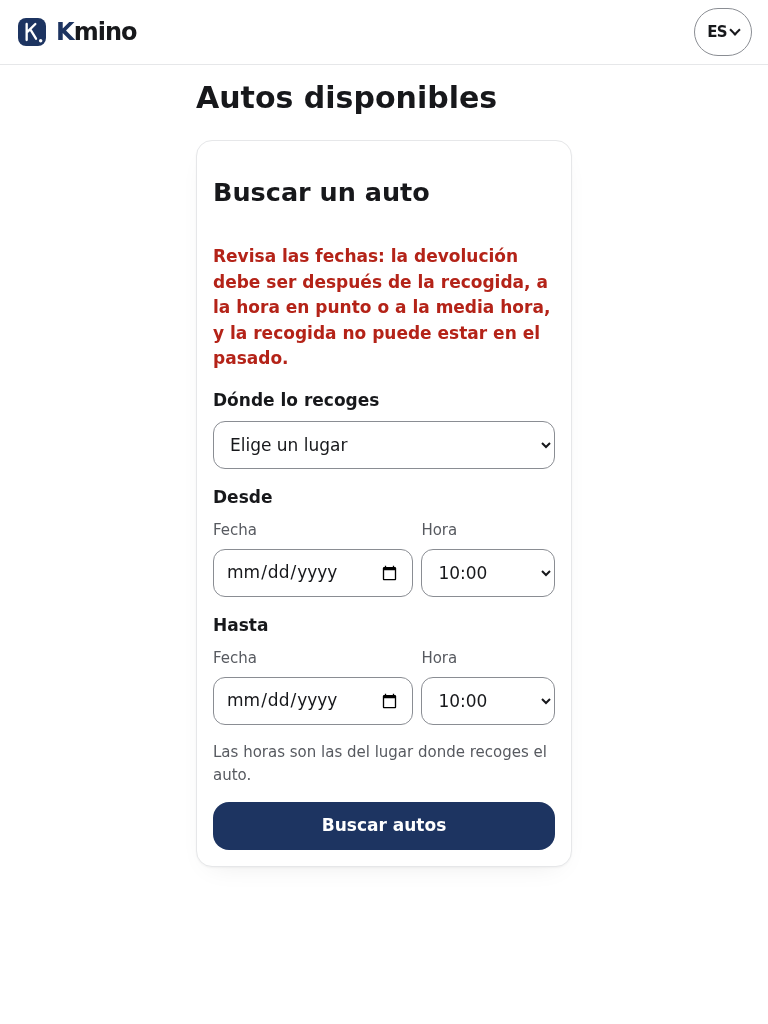 K. Kmino
ES
Autos disponibles
Buscar un auto
Revisa las fechas: la devolución
debe ser después de la recogida, a
la hora en punto o a la media hora,
y la recogida no puede estar en el
pasado.
Dónde lo recoges
Elige un lugar
Desde
Fecha Hora
mm/dd/yyyy 10:00
Hasta
Fecha Hora
mm/dd/yyyy 10:00
Las horas son las del lugar donde recoges el
auto.
Buscar autos